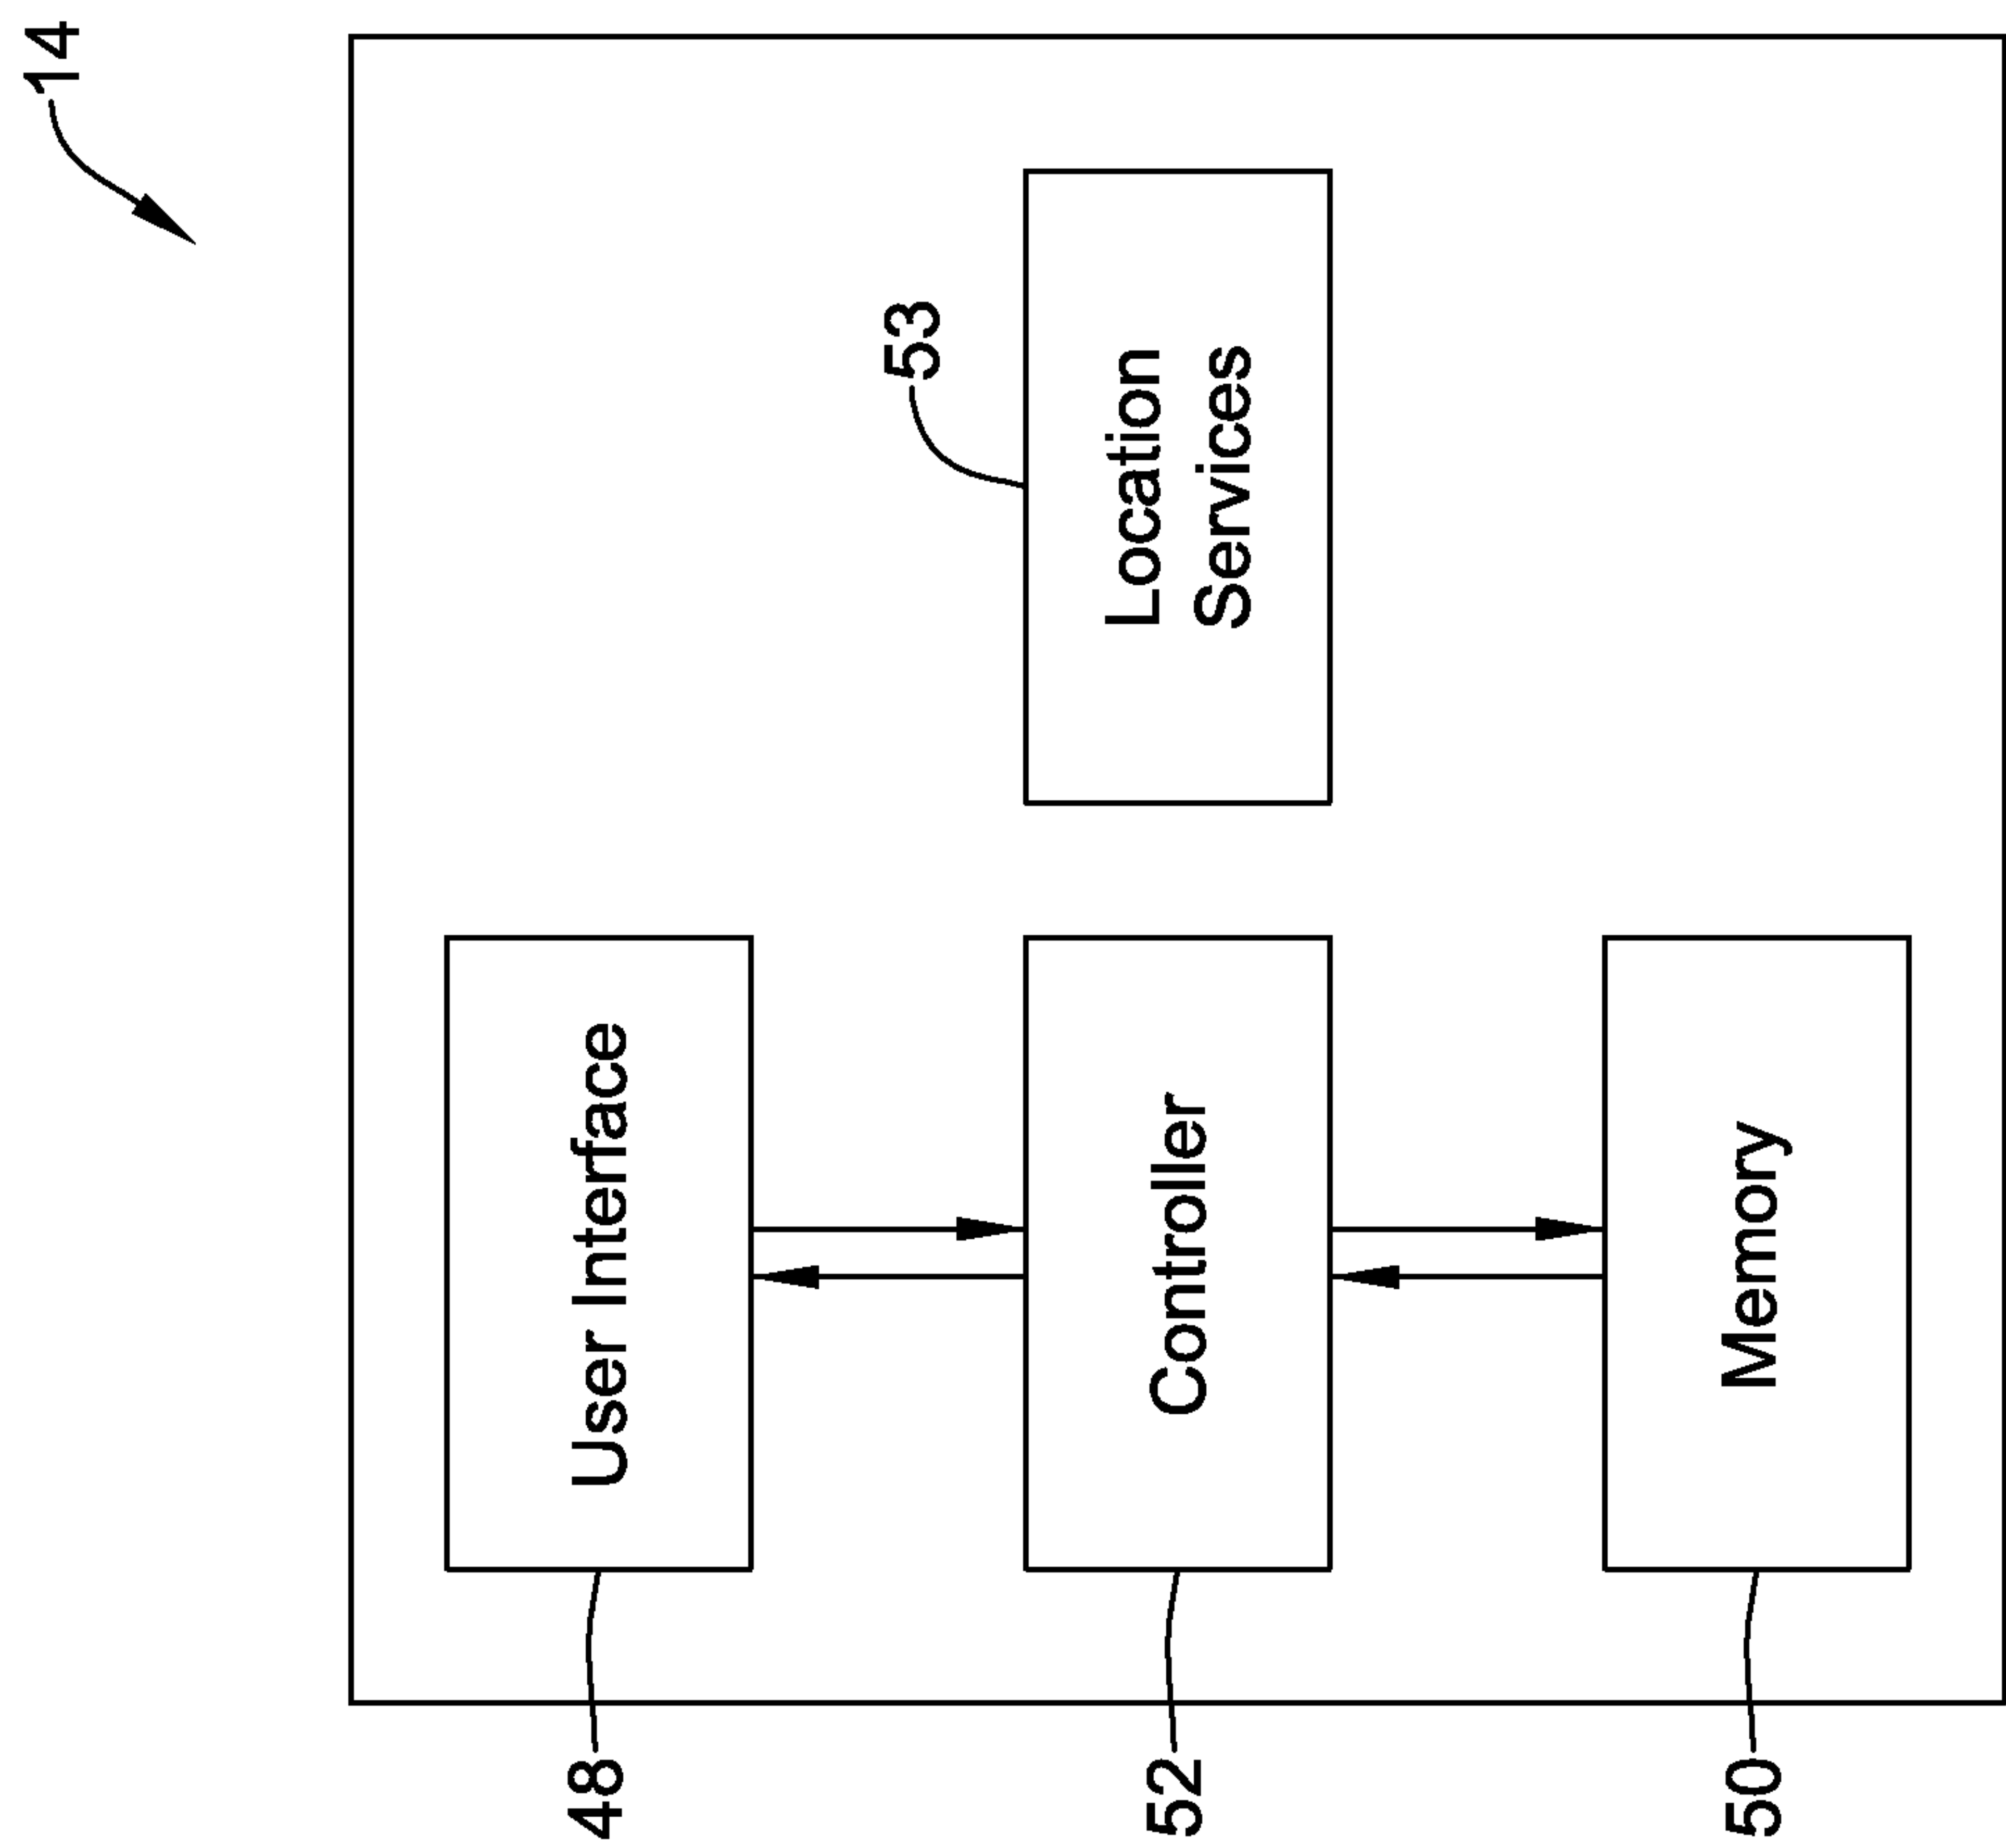 14
53
Location
Services
User Interface
Controller
Memory
48
52
50